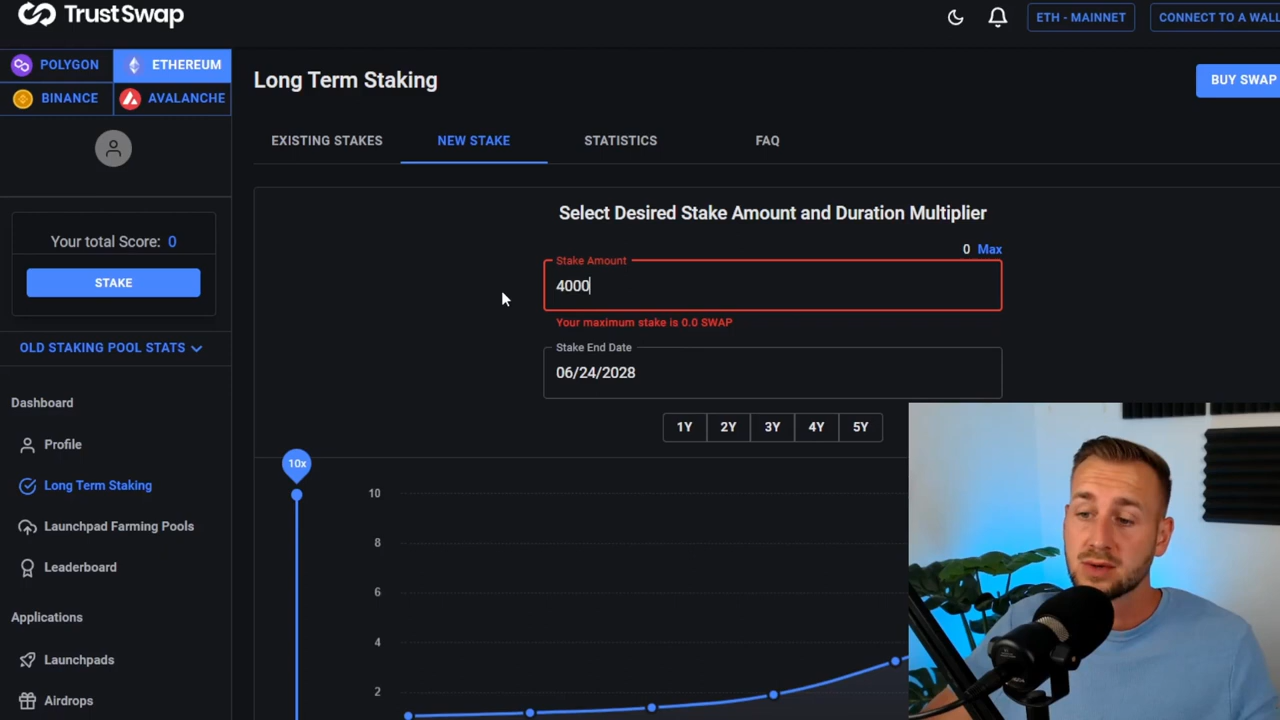 TrustSwap
ETH - MAINNET
CONNECT TO A WALL
POLYGON
ETHEREUM
BINANCE
AVALANCHE
Long Term Staking
BUY SWAP
EXISTING STAKES
NEW STAKE
STATISTICS
FAQ
Your total Score: 0
STAKE
OLD STAKING POOL STATS
Dashboard
Profile
Long Term Staking
Launchpad Farming Pools
Leaderboard
Applications
Launchpads
Airdrops
Select Desired Stake Amount and Duration Multiplier
0 Max
Stake Amount
4000
Your maximum stake is 0.0 SWAP
Stake End Date
06/24/2028
1Y
2Y
3Y
4Y
5Y
10x
10
8
6
4
2